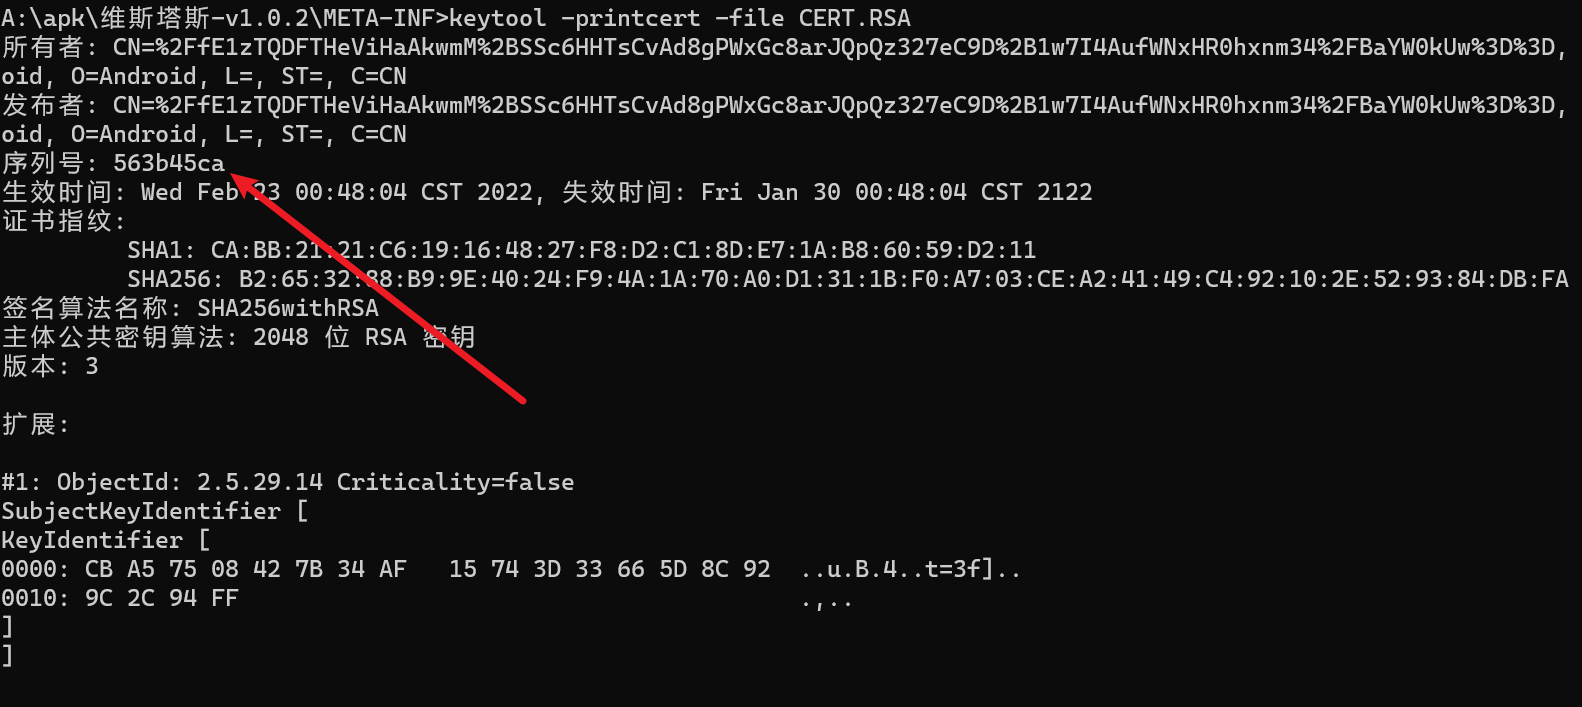 A:\apk\维斯塔斯-v1.0.2\META-INF>keytool -printcert -file CERT.RSA
所有者: CN=%2FfE1zTQDFTHeViHaAkwmM%2BSSc6HHTsCvAd8gPWxGc8arJQpQz327eC9D%2B1w7I4AufWNxHR0hxnm34%2FBaYW0kUw%3D%3D,
oid, O=Android, L=, ST=, C=CN
发布者: CN=%2FfE1zTQDFTHeViHaAkwmM%2BSSc6HHTsCvAd8gPWxGc8arJQpQz327eC9D%2B1w7I4AufWNxHR0hxnm34%2FBaYW0kUw%3D%3D,
oid, O=Android, L=, ST=, C=CN
序列号: 563b45ca
生效时间: Wed Feb 23 00:48:04 CST 2022, 失效时间: Fri Jan 30 00:48:04 CST 2122
证书指纹:
SHA1: CA:BB:21:21:C6:19:16:48:27:F8:D2:C1:8D:E7:1A:B8:60:59:D2:11
SHA256: B2:65:32:88:B9:9E:40:24:F9:4A:1A:70:A0:D1:31:1B:F0:A7:03:CE:A2:41:49:C4:92:10:2E:52:93:84:DB:FA
签名算法名称: SHA256withRSA
主体公共密钥算法: 2048 位 RSA 密钥
版本: 3
扩展:
#1: ObjectId: 2.5.29.14 Criticality=false
SubjectKeyIdentifier [
KeyIdentifier [
0000: CB A5 75 08 42 7B 34 AF   15 74 3D 33 66 5D 8C 92  ..u.B.4..t=3f]..
0010: 9C 2C 94 FF                                        .,..
]
]